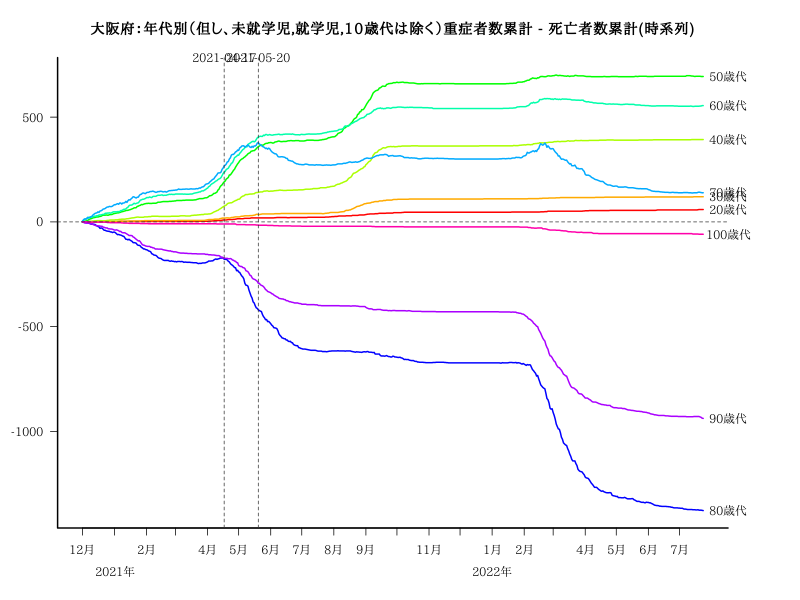 大阪府：年代別（但し、未就学児,就学児,１０歳代は除く）重症者数累計 - 死亡者数累計(時系列)
2021-05-20
50歳代
60歳代
40歳代
70歳代
20歳代
100歳代
90歳代
80歳代
500
0
-500
-1000
12月 2月 4月 5月 6月 7月 8月 9月 11月 1月 2月 4月 5月 6月 7月
2021年 2022年